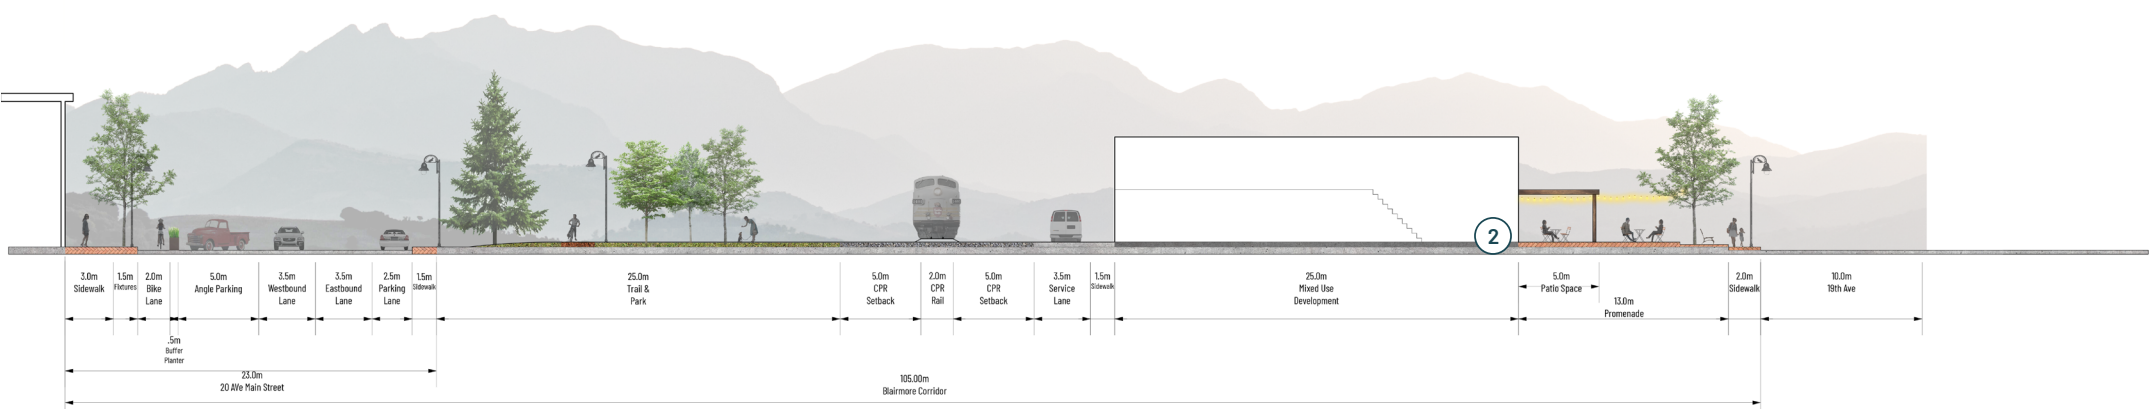 2
3.0m
Sidewalk
1.5m
Fixtures
2.0m
Bike
Lane
5.0m
Angle Parking
3.5m
Westbound
Lane
3.5m
Eastbound
Lane
2.5m
Parking
Lane
1.5m
Sidewalk
25.0m
Trail &
Park
5.0m
CPR
Setback
2.0m
CPR
Rail
5.0m
CPR
Setback
3.5m
Service
Lane
1.5m
Sidewalk
25.0m
Mixed Use
Development
5.0m
Patio Space
13.0m
Promenade
2.0m
Sidewalk
10.0m
19th Ave
.5m
Buffer
Planter
23.0m
20 AVe Main Street
105.00m
Blairmore Corridor